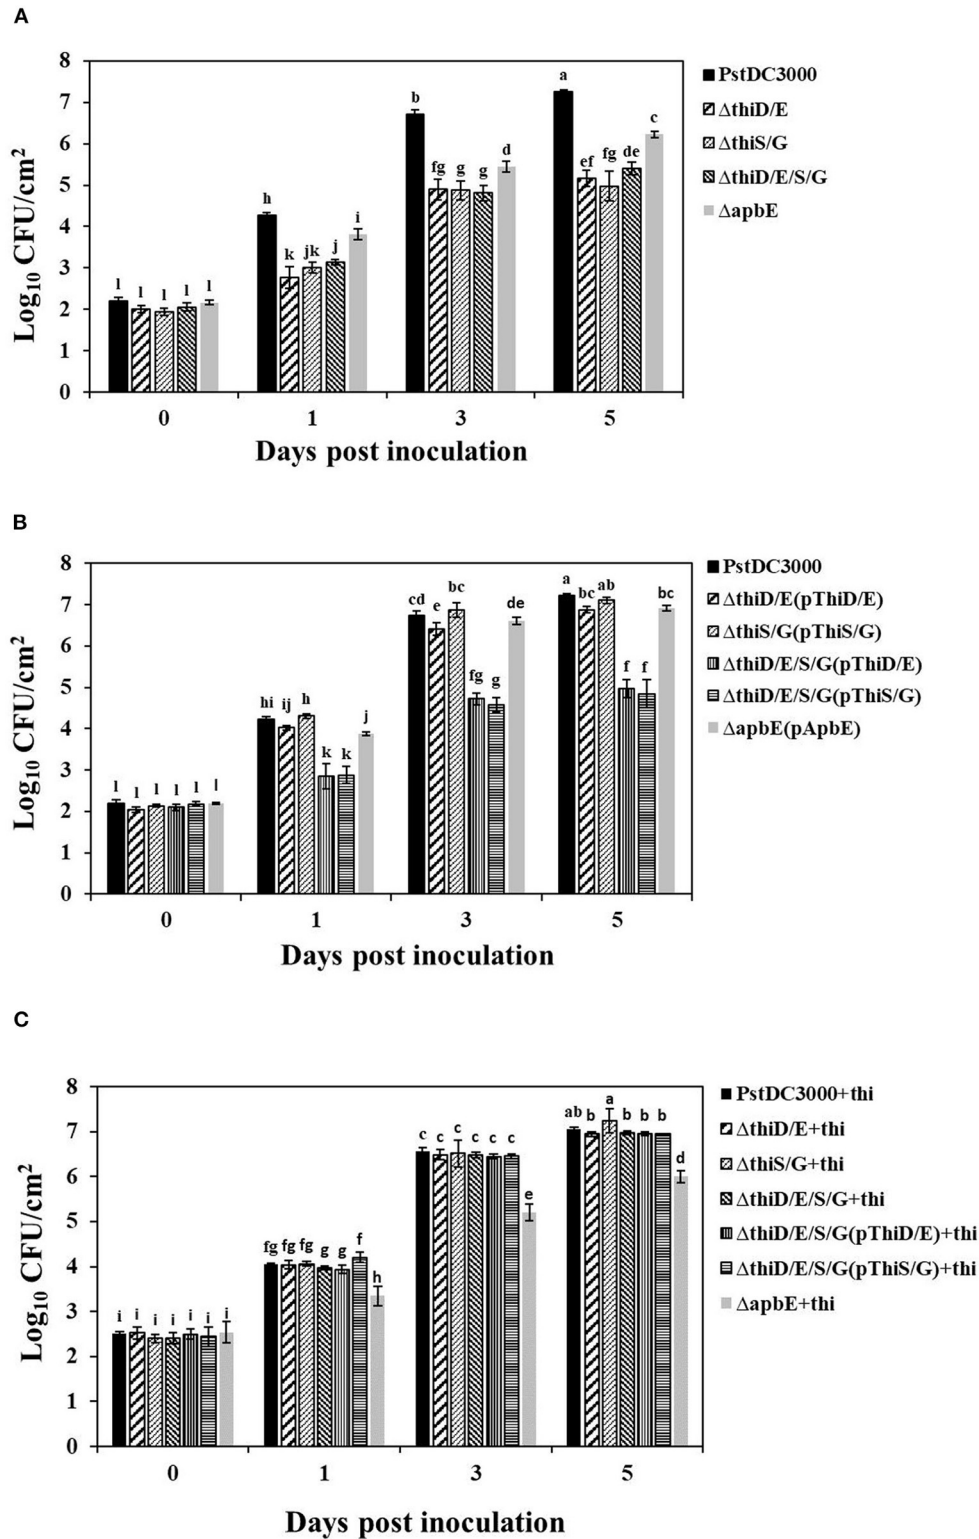 A
8
7
6
5
4
3
2
1
0
Log10 CFU/cm2
l l l l l
h k jk j i
b fg g g d
a ef fg de c
0 1 3 5
Days post inoculation
PstDC3000
ΔthiD/E
ΔthiS/G
ΔthiD/E/S/G
ΔapbE
B
8
7
6
5
4
3
2
1
0
Log10 CFU/cm2
l l l l l l
hi ij h k k j
cd e bc fg g de
a bc ab f f bc
0 1 3 5
Days post inoculation
PstDC3000
ΔthiD/E(pThiD/E)
ΔthiS/G(pThiS/G)
ΔthiD/E/S/G(pThiD/E)
ΔthiD/E/S/G(pThiS/G)
ΔapbE(pApbE)
C
8
7
6
5
4
3
2
1
0
Log10 CFU/cm2
i i i i i i i
fg fg fg g g f h
c c c c c c e
ab b a b b b d
0 1 3 5
Days post inoculation
PstDC3000+thi
ΔthiD/E+thi
ΔthiS/G+thi
ΔthiD/E/S/G+thi
ΔthiD/E/S/G(pThiD/E)+thi
ΔthiD/E/S/G(pThiS/G)+thi
ΔapbE+thi